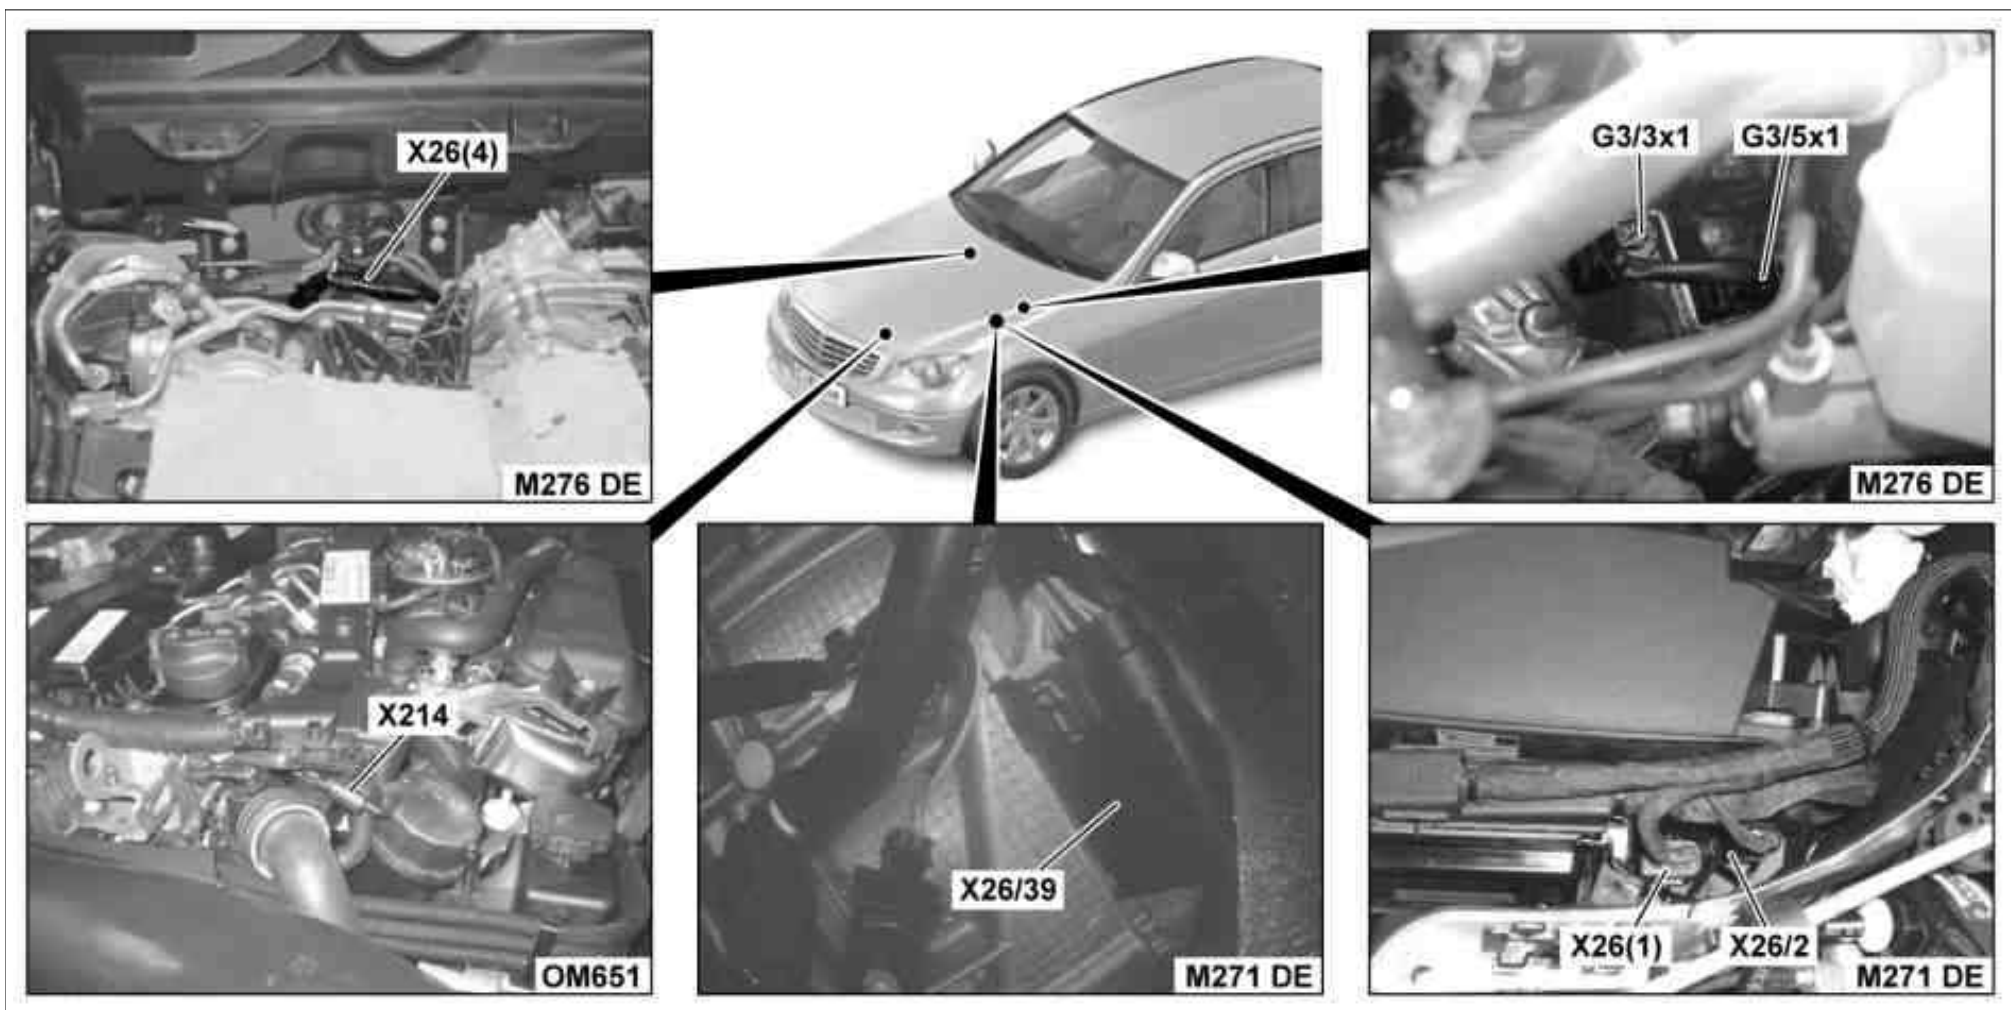 X26(4)
M276 DE
G3/3x1
G3/5x1
M276 DE
X214
OM651
X26/39
M271 DE
X26(1)
X26/2
M271 DE